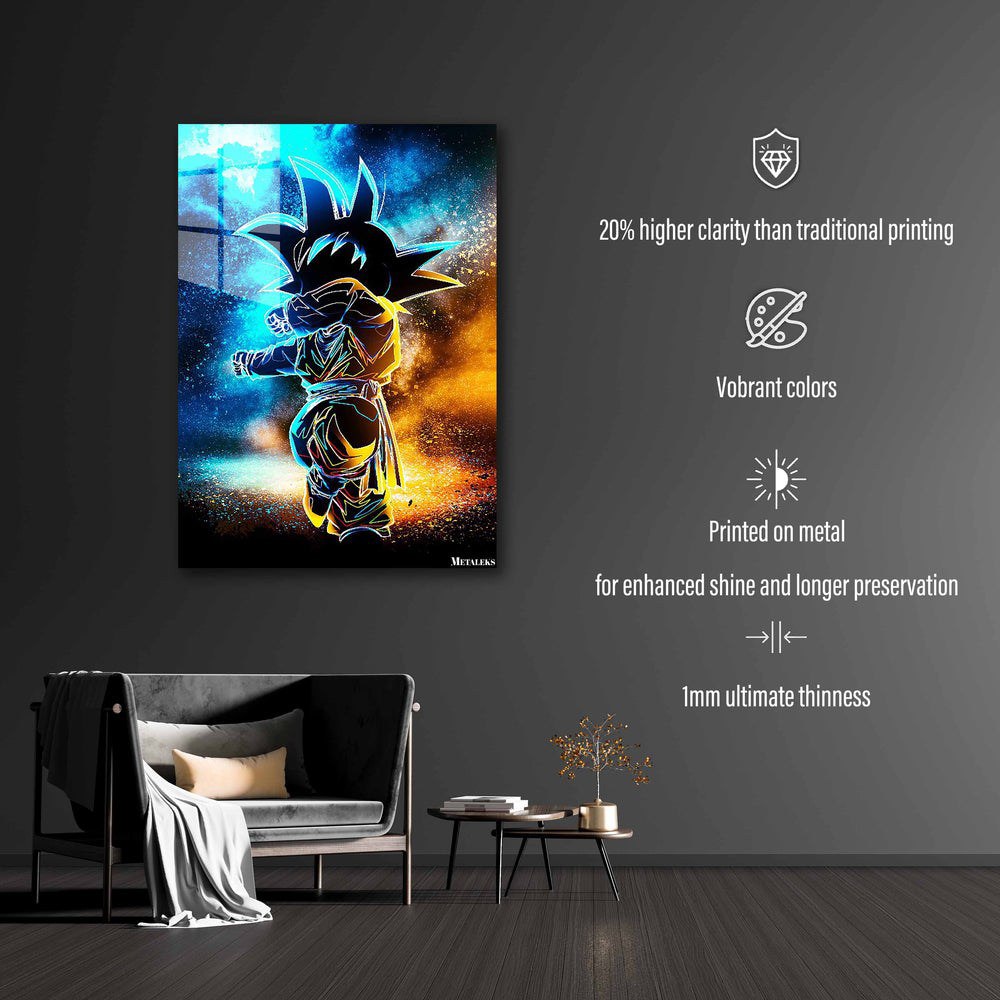 METALEKS
20% higher clarity than traditional printing
Vobrant colors
Printed on metal
for enhanced shine and longer preservation
1mm ultimate thinness